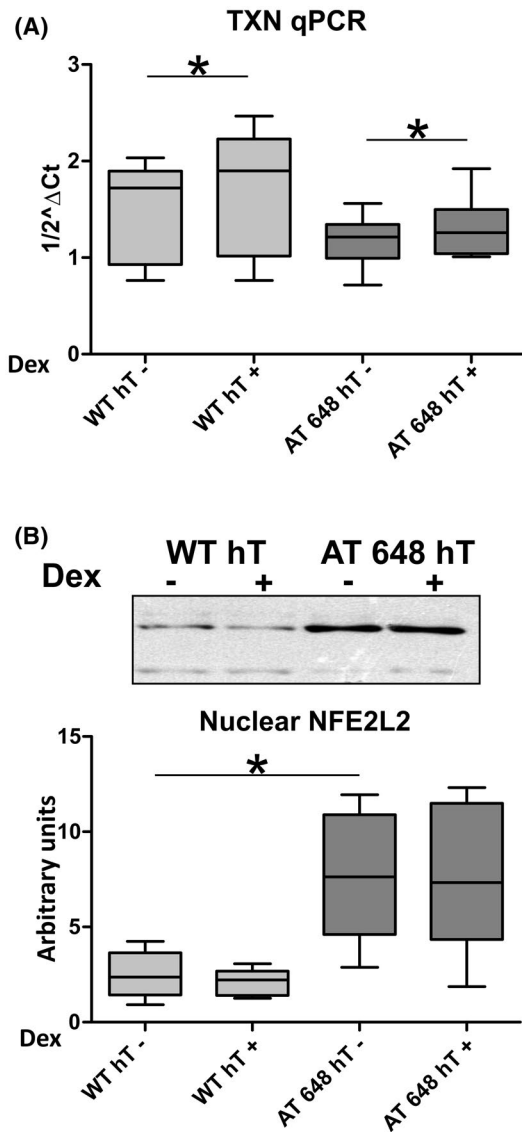 (A)
TXN qPCR
1/2^ΔCt
3
2
1
0
*
*
Dex
WT hT -
WT hT +
AT 648 hT -
AT 648 hT +
(B)
WT hT AT 648 hT
Dex - + - +
Nuclear NFE2L2
Arbitrary units
15
10
5
0
*
Dex
WT hT -
WT hT +
AT 648 hT -
AT 648 hT +